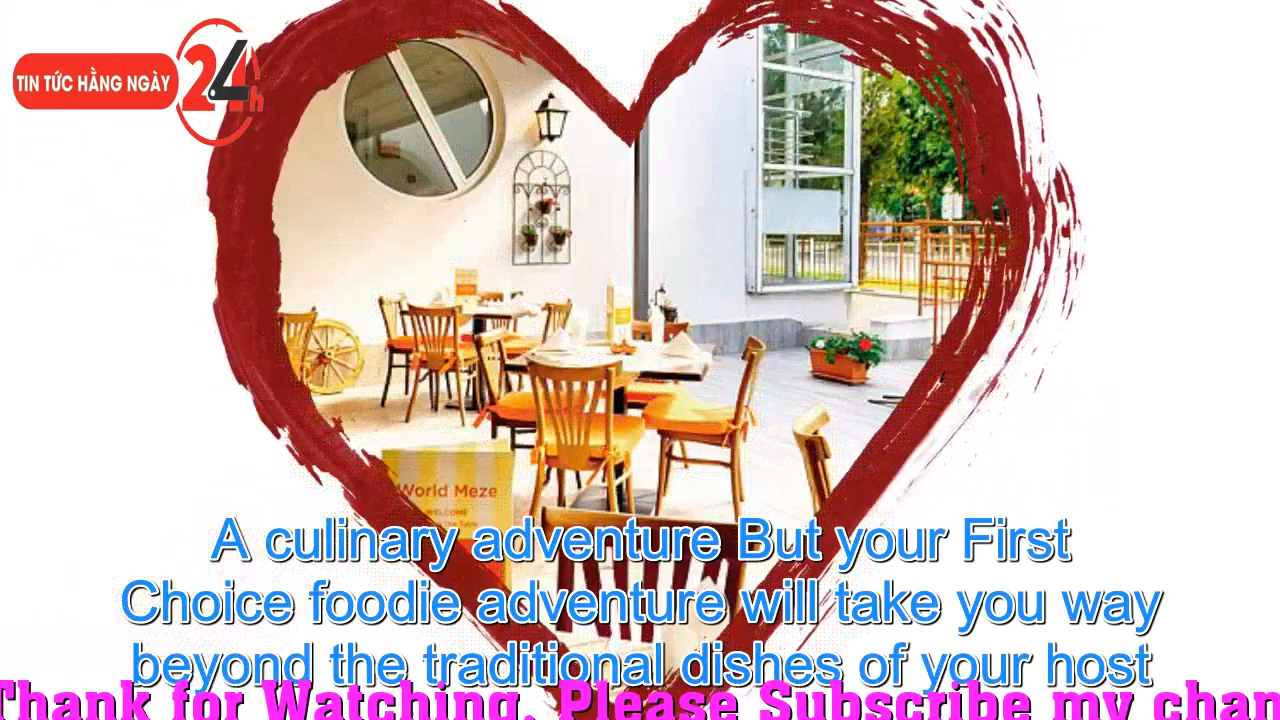 TIN TỨC HẰNG NGÀY
24h
World Meze
WELCOME
A culinary adventure But your First
Choice foodie adventure will take you way
beyond the traditional dishes of your host
Thank for Watching, Please Subscribe my chan